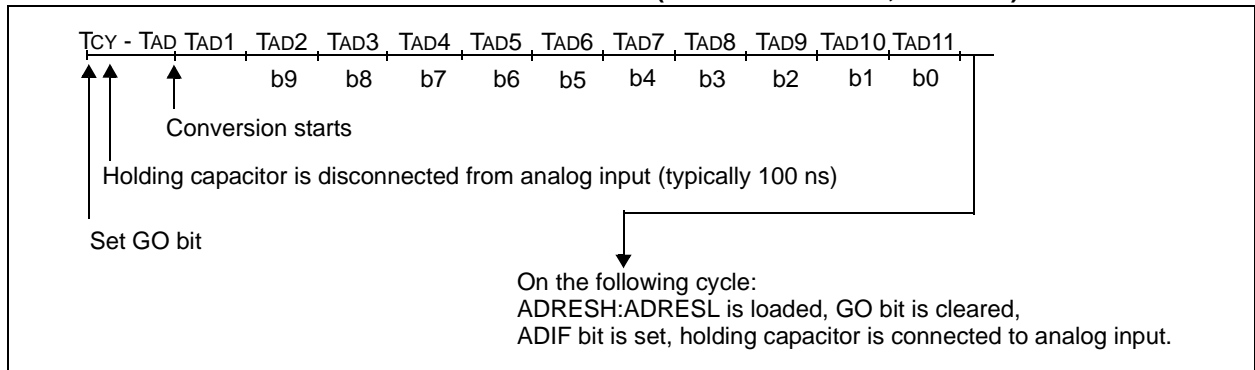 TCY - TAD TAD1 TAD2 TAD3 TAD4 TAD5 TAD6 TAD7 TAD8 TAD9 TAD10 TAD11
b9 b8 b7 b6 b5 b4 b3 b2 b1 b0
Conversion starts
Holding capacitor is disconnected from analog input (typically 100 ns)
Set GO bit
On the following cycle:
ADRESH:ADRESL is loaded, GO bit is cleared,
ADIF bit is set, holding capacitor is connected to analog input.